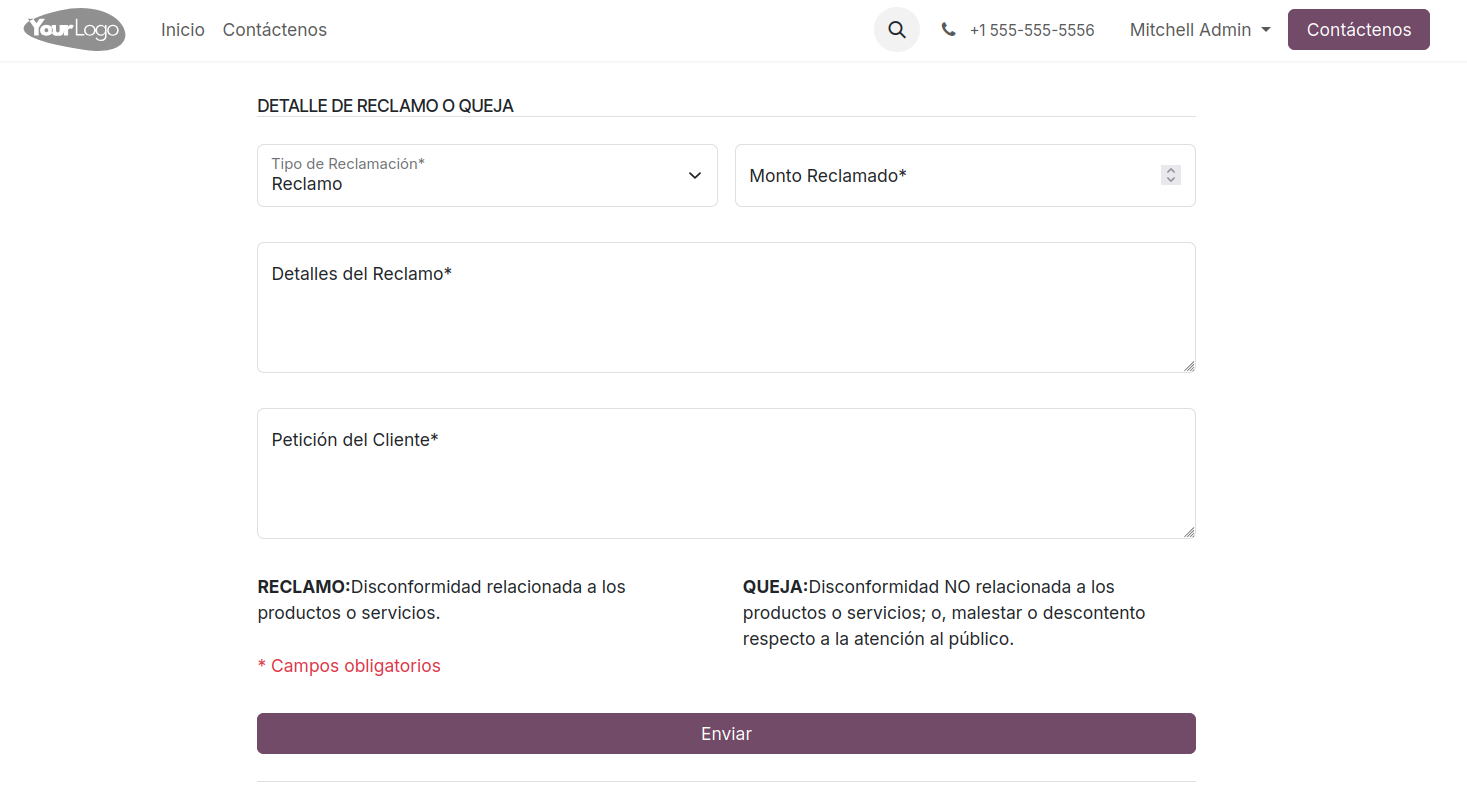 YourLogo Inicio Contáctenos +1 555-555-5556 Mitchell Admin Contáctenos
DETALLE DE RECLAMO O QUEJA
Tipo de Reclamación*
Reclamo
Monto Reclamado*
Detalles del Reclamo*
Petición del Cliente*
RECLAMO:Disconformidad relacionada a los
productos o servicios.
QUEJA:Disconformidad NO relacionada a los
productos o servicios; o, malestar o descontento
respecto a la atención al público.
* Campos obligatorios
Enviar